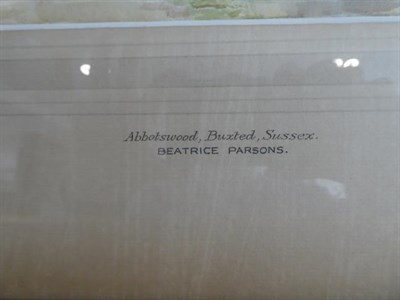 Abbotswood, Buxted, Sussex.
BEATRICE PARSONS.